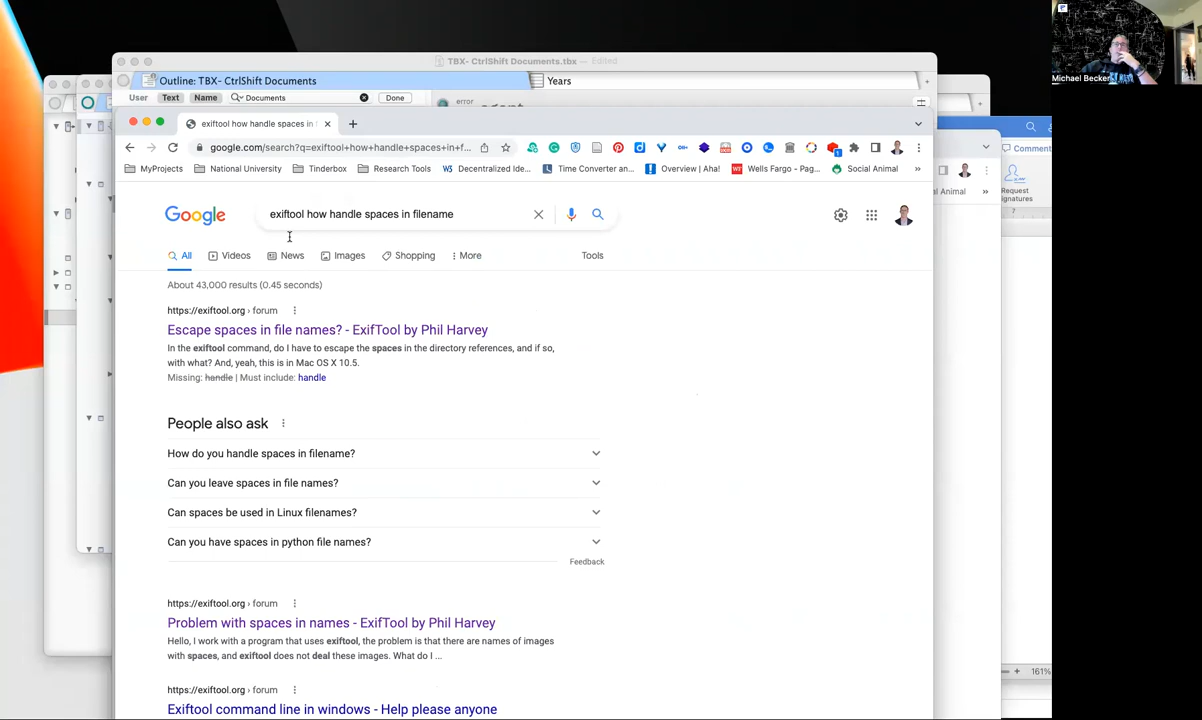 TBX- CtrlShift Documents.tbx — Edited
Outline: TBX- CtrlShift Documents
Years
User Text Name Documents Done
error
exiftool how handle spaces in
google.com/search?q=exiftool+how+handle+spaces+in+f...
MyProjects National University Tinderbox Research Tools Decentralized Ide... Time Converter an... Overview | Aha! Wells Fargo - Pag... Social Animal »
Google
exiftool how handle spaces in filename
All Videos News Images Shopping More Tools
About 43,000 results (0.45 seconds)
https://exiftool.org › forum
Escape spaces in file names? - ExifTool by Phil Harvey
In the exiftool command, do I have to escape the spaces in the directory references, and if so,
with what? And, yeah, this is in Mac OS X 10.5.
Missing: handle | Must include: handle
People also ask
How do you handle spaces in filename?
Can you leave spaces in file names?
Can spaces be used in Linux filenames?
Can you have spaces in python file names?
Feedback
https://exiftool.org › forum
Problem with spaces in names - ExifTool by Phil Harvey
Hello, I work with a program that uses exiftool, the problem is that there are names of images
with spaces, and exiftool does not deal these images. What do I ...
https://exiftool.org › forum
Exiftool command line in windows - Help please anyone
Michael Becker
Comment
Request
Signatures
al Animal »
7
161%